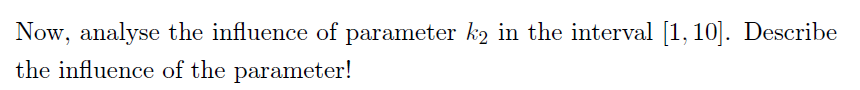 Now, analyse the influence of parameter k₂ in the interval [1, 10]. Describe
the influence of the parameter!